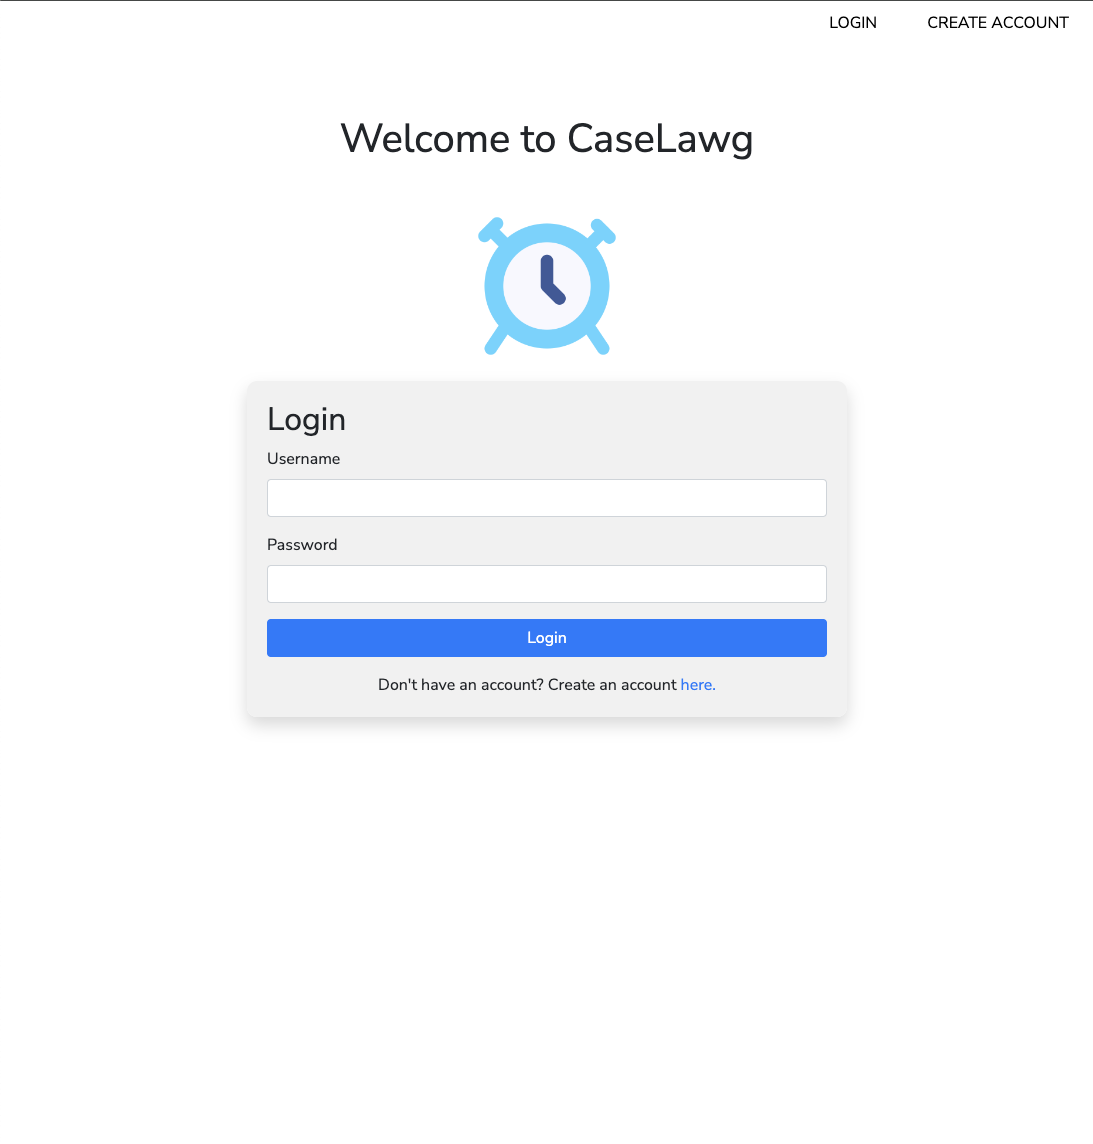 LOGIN CREATE ACCOUNT
Welcome to CaseLawg
Login
Username
Password
Login
Don't have an account? Create an account here.